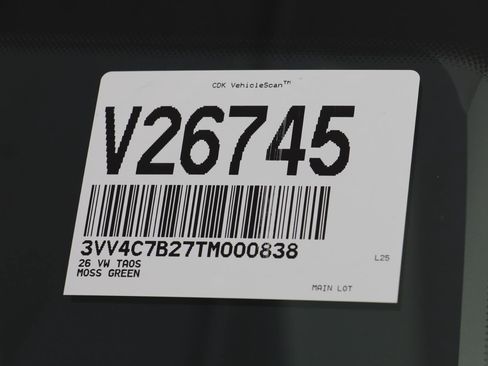 CDK VehicleScan™
V26745
3VV4C7B27TM000838
26 VW TAOS
MOSS GREEN
L25
MAIN LOT